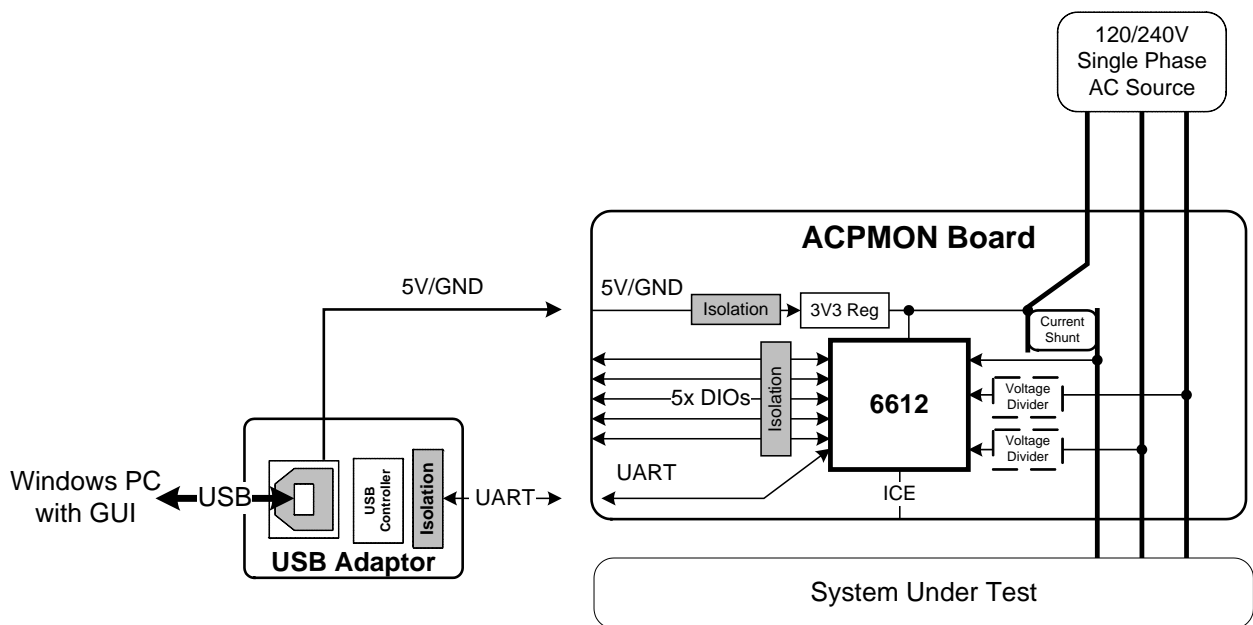 120/240V
Single Phase
AC Source
ACPMON Board
5V/GND
5V/GND
Isolation
3V3 Reg
Current
Shunt
5x DIOs
Isolation
6612
Voltage
Divider
Voltage
Divider
UART
ICE
Windows PC
with GUI
USB
USB
Controller
Isolation
UART
USB Adaptor
System Under Test